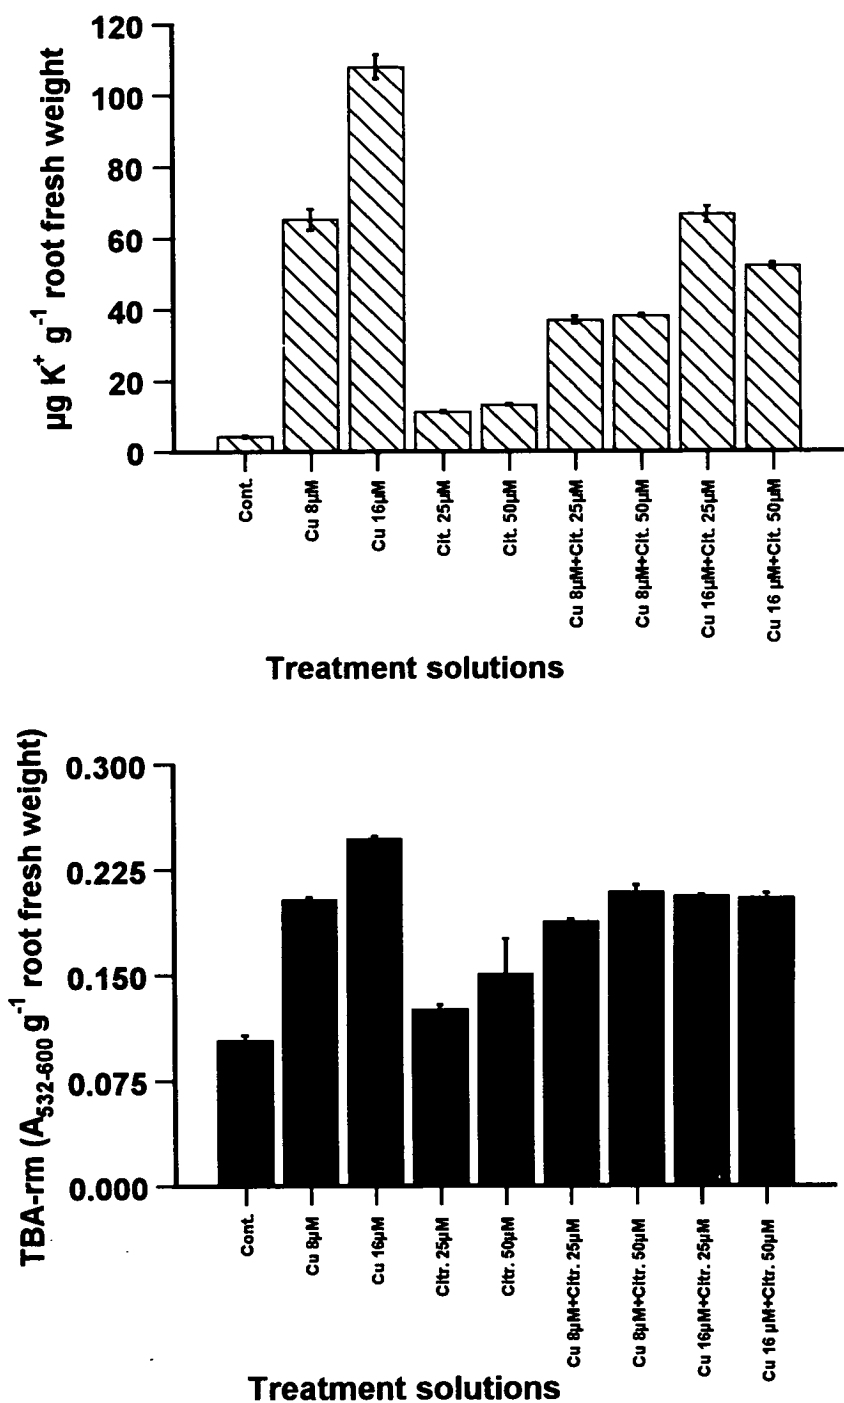 120
100
80
60
40
20
0
µg K⁺ g⁻¹ root fresh weight
Cont.
Cu 8µM
Cu 16µM
Cit. 25µM
Cit. 50µM
Cu 8µM+Cit. 25µM
Cu 8µM+Cit. 50µM
Cu 16µM+Cit. 25µM
Cu 16 µM+Cit. 50µM
Treatment solutions
0.300
0.225
0.150
0.075
0.000
TBA-rm (A₅₃₂₋₆₀₀ g⁻¹ root fresh weight)
Cont.
Cu 8µM
Cu 16µM
Citr. 25µM
Citr. 50µM
Cu 8µM+Citr. 25µM
Cu 8µM+Citr. 50µM
Cu 16µM+Citr. 25µM
Cu 16 µM+Citr. 50µM
Treatment solutions